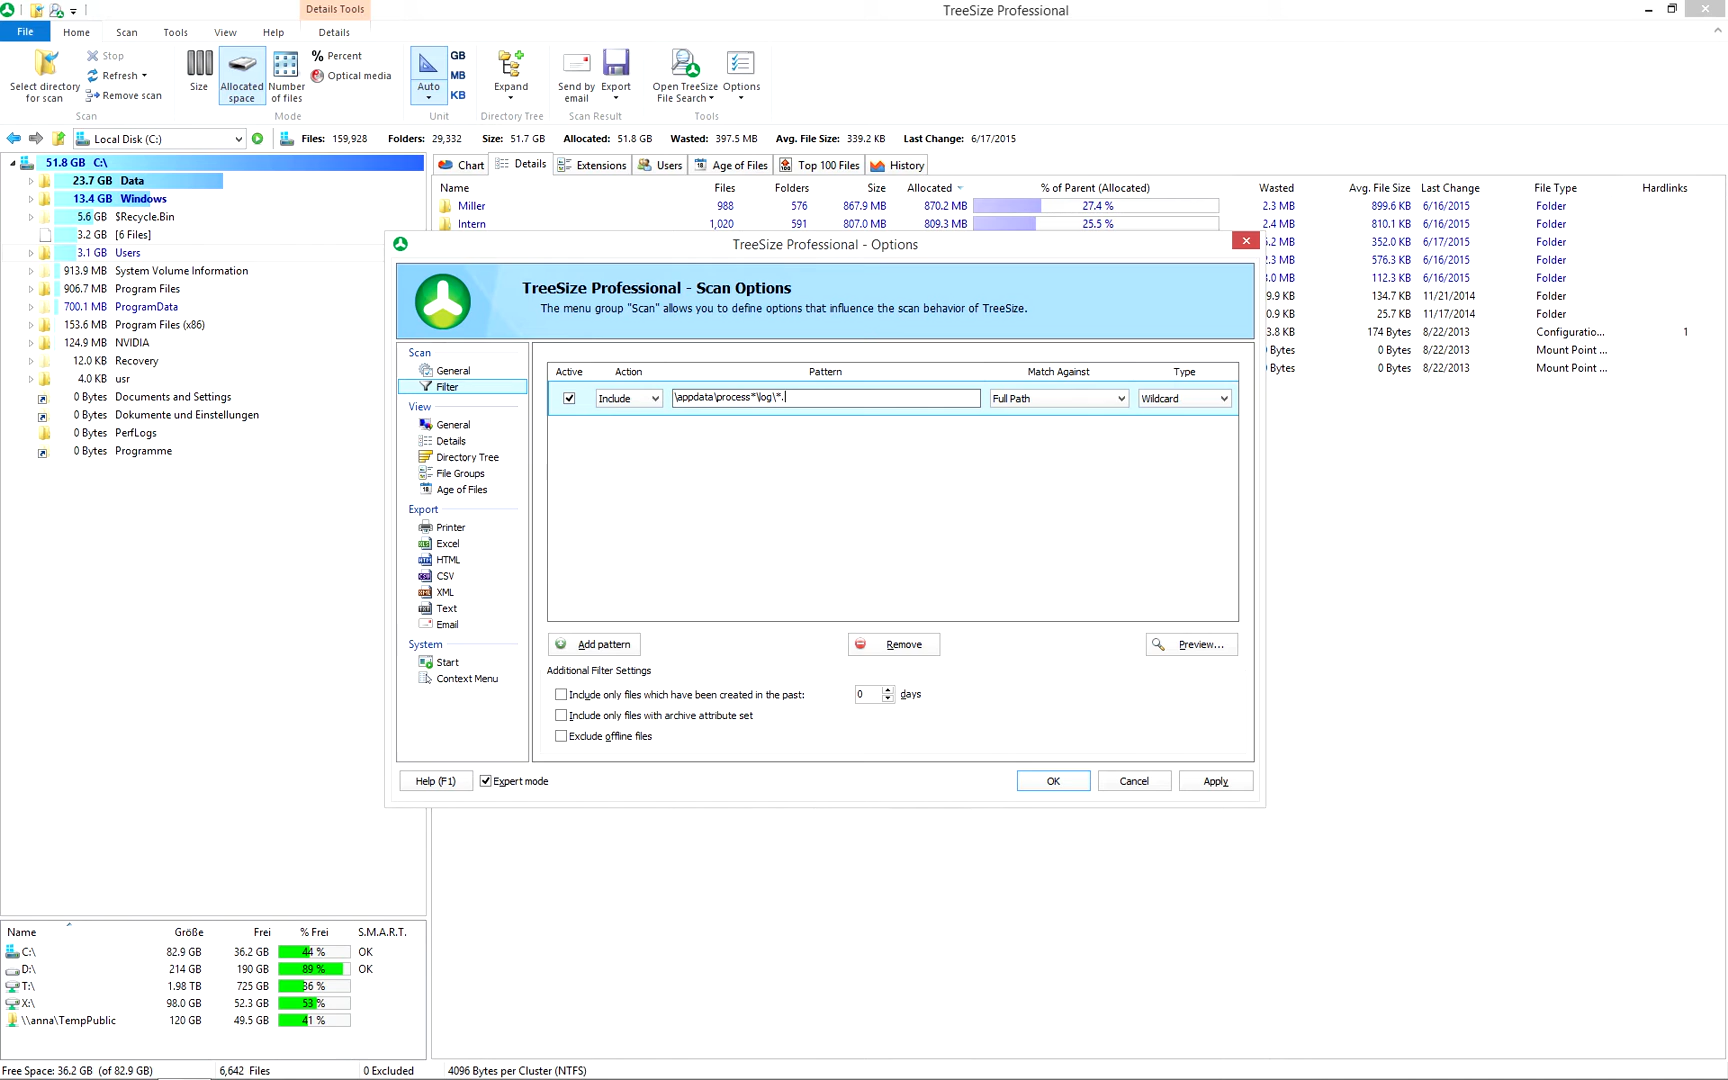 Details Tools
TreeSize Professional
File Home Scan Tools View Help Details
Select directory for scan
Stop
Refresh
Remove scan
Scan
Size
Allocated space
Number of files
% Percent
Optical media
Mode
Auto
GB
MB
KB
Unit
Expand
Directory Tree
Send by email
Export
Scan Result
Open TreeSize File Search
Options
Tools
Local Disk (C:)
Files: 159,928 Folders: 29,332 Size: 51.7 GB Allocated: 51.8 GB Wasted: 397.5 MB Avg. File Size: 339.2 KB Last Change: 6/17/2015
51.8 GB C:\
23.7 GB Data
13.4 GB Windows
5.6 GB $Recycle.Bin
3.2 GB [6 Files]
3.1 GB Users
913.9 MB System Volume Information
906.7 MB Program Files
700.1 MB ProgramData
153.6 MB Program Files (x86)
124.9 MB NVIDIA
12.0 KB Recovery
4.0 KB usr
0 Bytes Documents and Settings
0 Bytes Dokumente und Einstellungen
0 Bytes PerfLogs
0 Bytes Programme
Chart Details Extensions Users Age of Files Top 100 Files History
Name Files Folders Size Allocated % of Parent (Allocated) Wasted Avg. File Size Last Change File Type Hardlinks
Miller 988 576 867.9 MB 870.2 MB 27.4 % 2.3 MB 899.6 KB 6/16/2015 Folder
Intern 1,020 591 807.0 MB 809.3 MB 25.5 % 2.4 MB 810.1 KB 6/16/2015 Folder
.2 MB 352.0 KB 6/17/2015 Folder
2.3 MB 576.3 KB 6/16/2015 Folder
.0 MB 112.3 KB 6/16/2015 Folder
9.9 KB 134.7 KB 11/21/2014 Folder
0.9 KB 25.7 KB 11/17/2014 Folder
3.8 KB 174 Bytes 8/22/2013 Configuratio... 1
Bytes 0 Bytes 8/22/2013 Mount Point ...
Bytes 0 Bytes 8/22/2013 Mount Point ...
TreeSize Professional - Options
TreeSize Professional - Scan Options
The menu group "Scan" allows you to define options that influence the scan behavior of TreeSize.
Scan
General
Filter
View
General
Details
Directory Tree
File Groups
Age of Files
Export
Printer
Excel
HTML
CSV
XML
Text
Email
System
Start
Context Menu
Active Action Pattern Match Against Type
Include \appdata\process*\log\*. Full Path Wildcard
Add pattern Remove Preview...
Additional Filter Settings
Include only files which have been created in the past: 0 days
Include only files with archive attribute set
Exclude offline files
Help (F1) Expert mode OK Cancel Apply
Name Größe Frei % Frei S.M.A.R.T.
C:\ 82.9 GB 36.2 GB 44 % OK
D:\ 214 GB 190 GB 89 % OK
T:\ 1.98 TB 725 GB 36 %
X:\ 98.0 GB 52.3 GB 53 %
\\anna\TempPublic 120 GB 49.5 GB 41 %
Free Space: 36.2 GB (of 82.9 GB) 6,642 Files 0 Excluded 4096 Bytes per Cluster (NTFS)